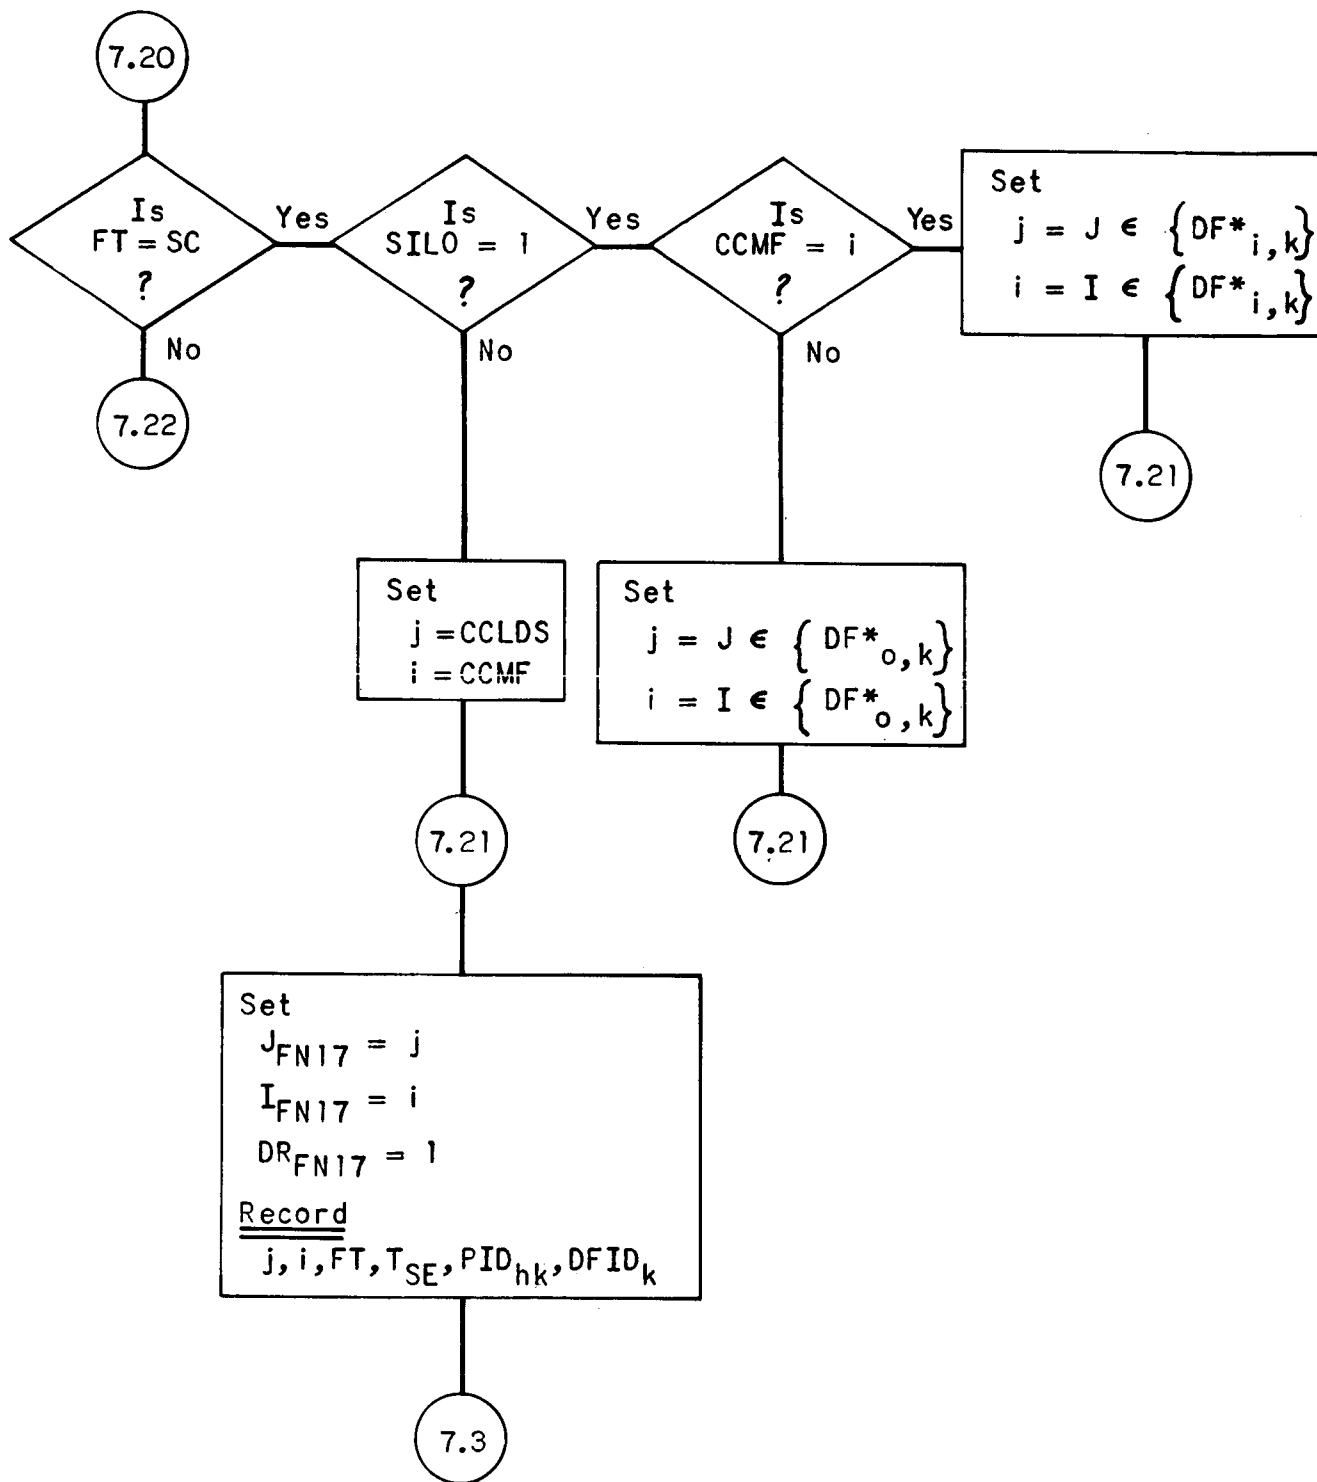 7.20
Is
FT = SC
?
Yes
No
7.22
Is
SILO = 1
?
Yes
No
Is
CCMF = i
?
Yes
No
Set
j = J ϵ {DF*i,k}
i = I ϵ {DF*i,k}
7.21
Set
j = CCLDS
i = CCMF
7.21
Set
j = J ϵ {DF*o,k}
i = I ϵ {DF*o,k}
7.21
Set
JFN17 = j
IFN17 = i
DRFN17 = 1
Record
j, i, FT, TSE, PIDhk, DFIDk
7.3